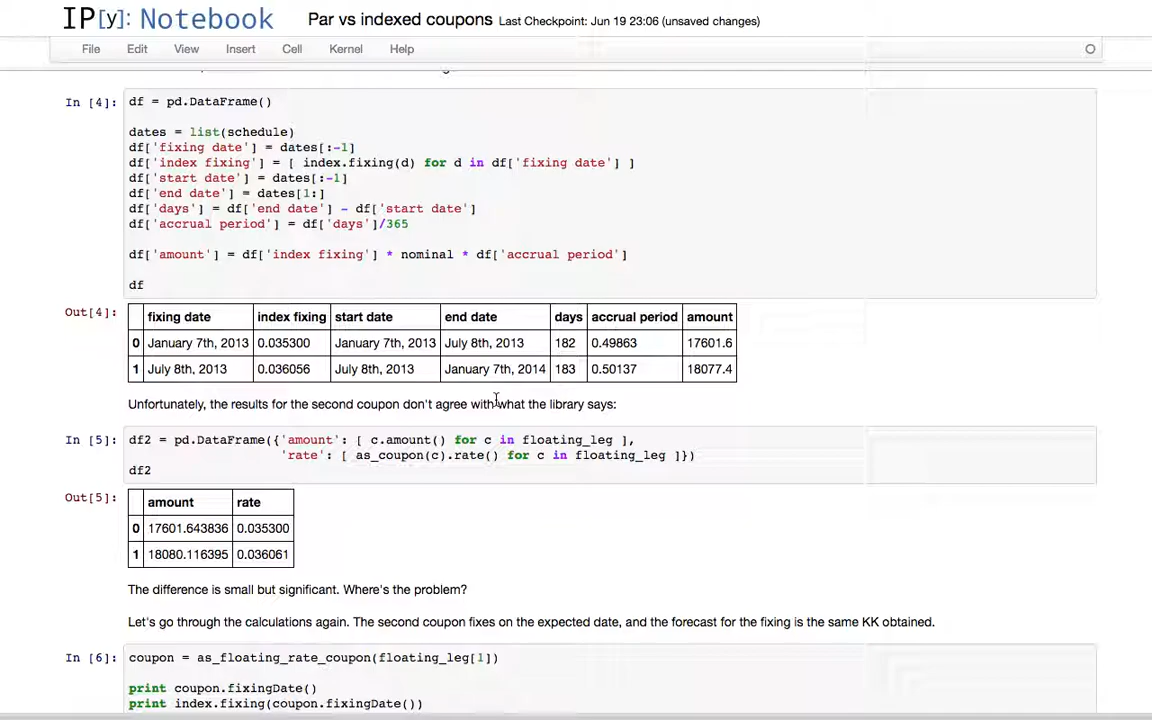 IP[y]: Notebook Par vs indexed coupons Last Checkpoint: Jun 19 23:06 (unsaved changes)
File Edit View Insert Cell Kernel Help
In [4]: df = pd.DataFrame()
dates = list(schedule)
df['fixing date'] = dates[:-1]
df['index fixing'] = [ index.fixing(d) for d in df['fixing date'] ]
df['start date'] = dates[:-1]
df['end date'] = dates[1:]
df['days'] = df['end date'] - df['start date']
df['accrual period'] = df['days']/365
df['amount'] = df['index fixing'] * nominal * df['accrual period']
df
Out[4]: fixing date index fixing start date end date days accrual period amount
0 January 7th, 2013 0.035300 January 7th, 2013 July 8th, 2013 182 0.49863 17601.6
1 July 8th, 2013 0.036056 July 8th, 2013 January 7th, 2014 183 0.50137 18077.4
Unfortunately, the results for the second coupon don't agree with what the library says:
In [5]: df2 = pd.DataFrame({'amount': [ c.amount() for c in floating_leg ],
'rate': [ as_coupon(c).rate() for c in floating_leg ]})
df2
Out[5]: amount rate
0 17601.643836 0.035300
1 18080.116395 0.036061
The difference is small but significant. Where's the problem?
Let's go through the calculations again. The second coupon fixes on the expected date, and the forecast for the fixing is the same KK obtained.
In [6]: coupon = as_floating_rate_coupon(floating_leg[1])
print coupon.fixingDate()
print index.fixing(coupon.fixingDate())